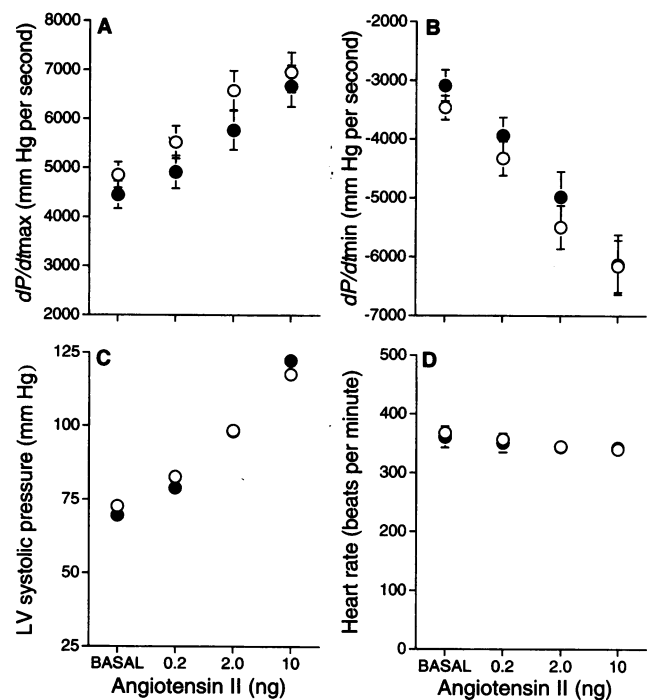 A
8000
7000
6000
5000
4000
3000
2000
dP/dtmax (mm Hg per second)
B
-2000
-3000
-4000
-5000
-6000
-7000
dP/dtmin (mm Hg per second)
C
125
100
75
50
25
LV systolic pressure (mm Hg)
BASAL 0.2 2.0 10
Angiotensin II (ng)
D
500
400
300
200
100
0
Heart rate (beats per minute)
BASAL 0.2 2.0 10
Angiotensin II (ng)